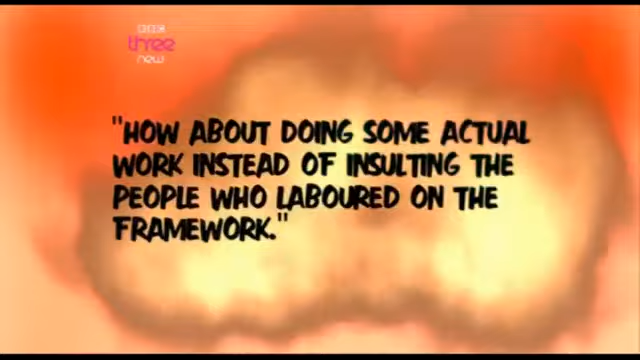 BBC
three
new
"HOW ABOUT DOING SOME ACTUAL
WORK INSTEAD OF INSULTING THE
PEOPLE WHO LABOURED ON THE
FRAMEWORK."